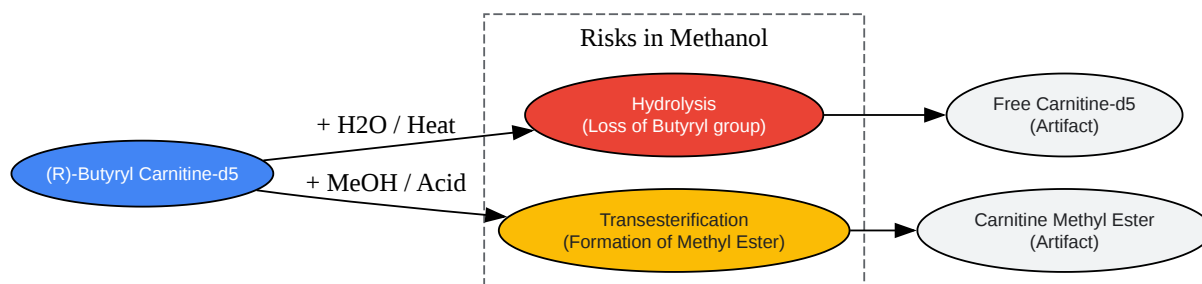 Risks in Methanol
(R)-Butyryl Carnitine-d5
+ H2O / Heat
+ MeOH / Acid
Hydrolysis
(Loss of Butyryl group)
Free Carnitine-d5
(Artifact)
Transesterification
(Formation of Methyl Ester)
Carnitine Methyl Ester
(Artifact)